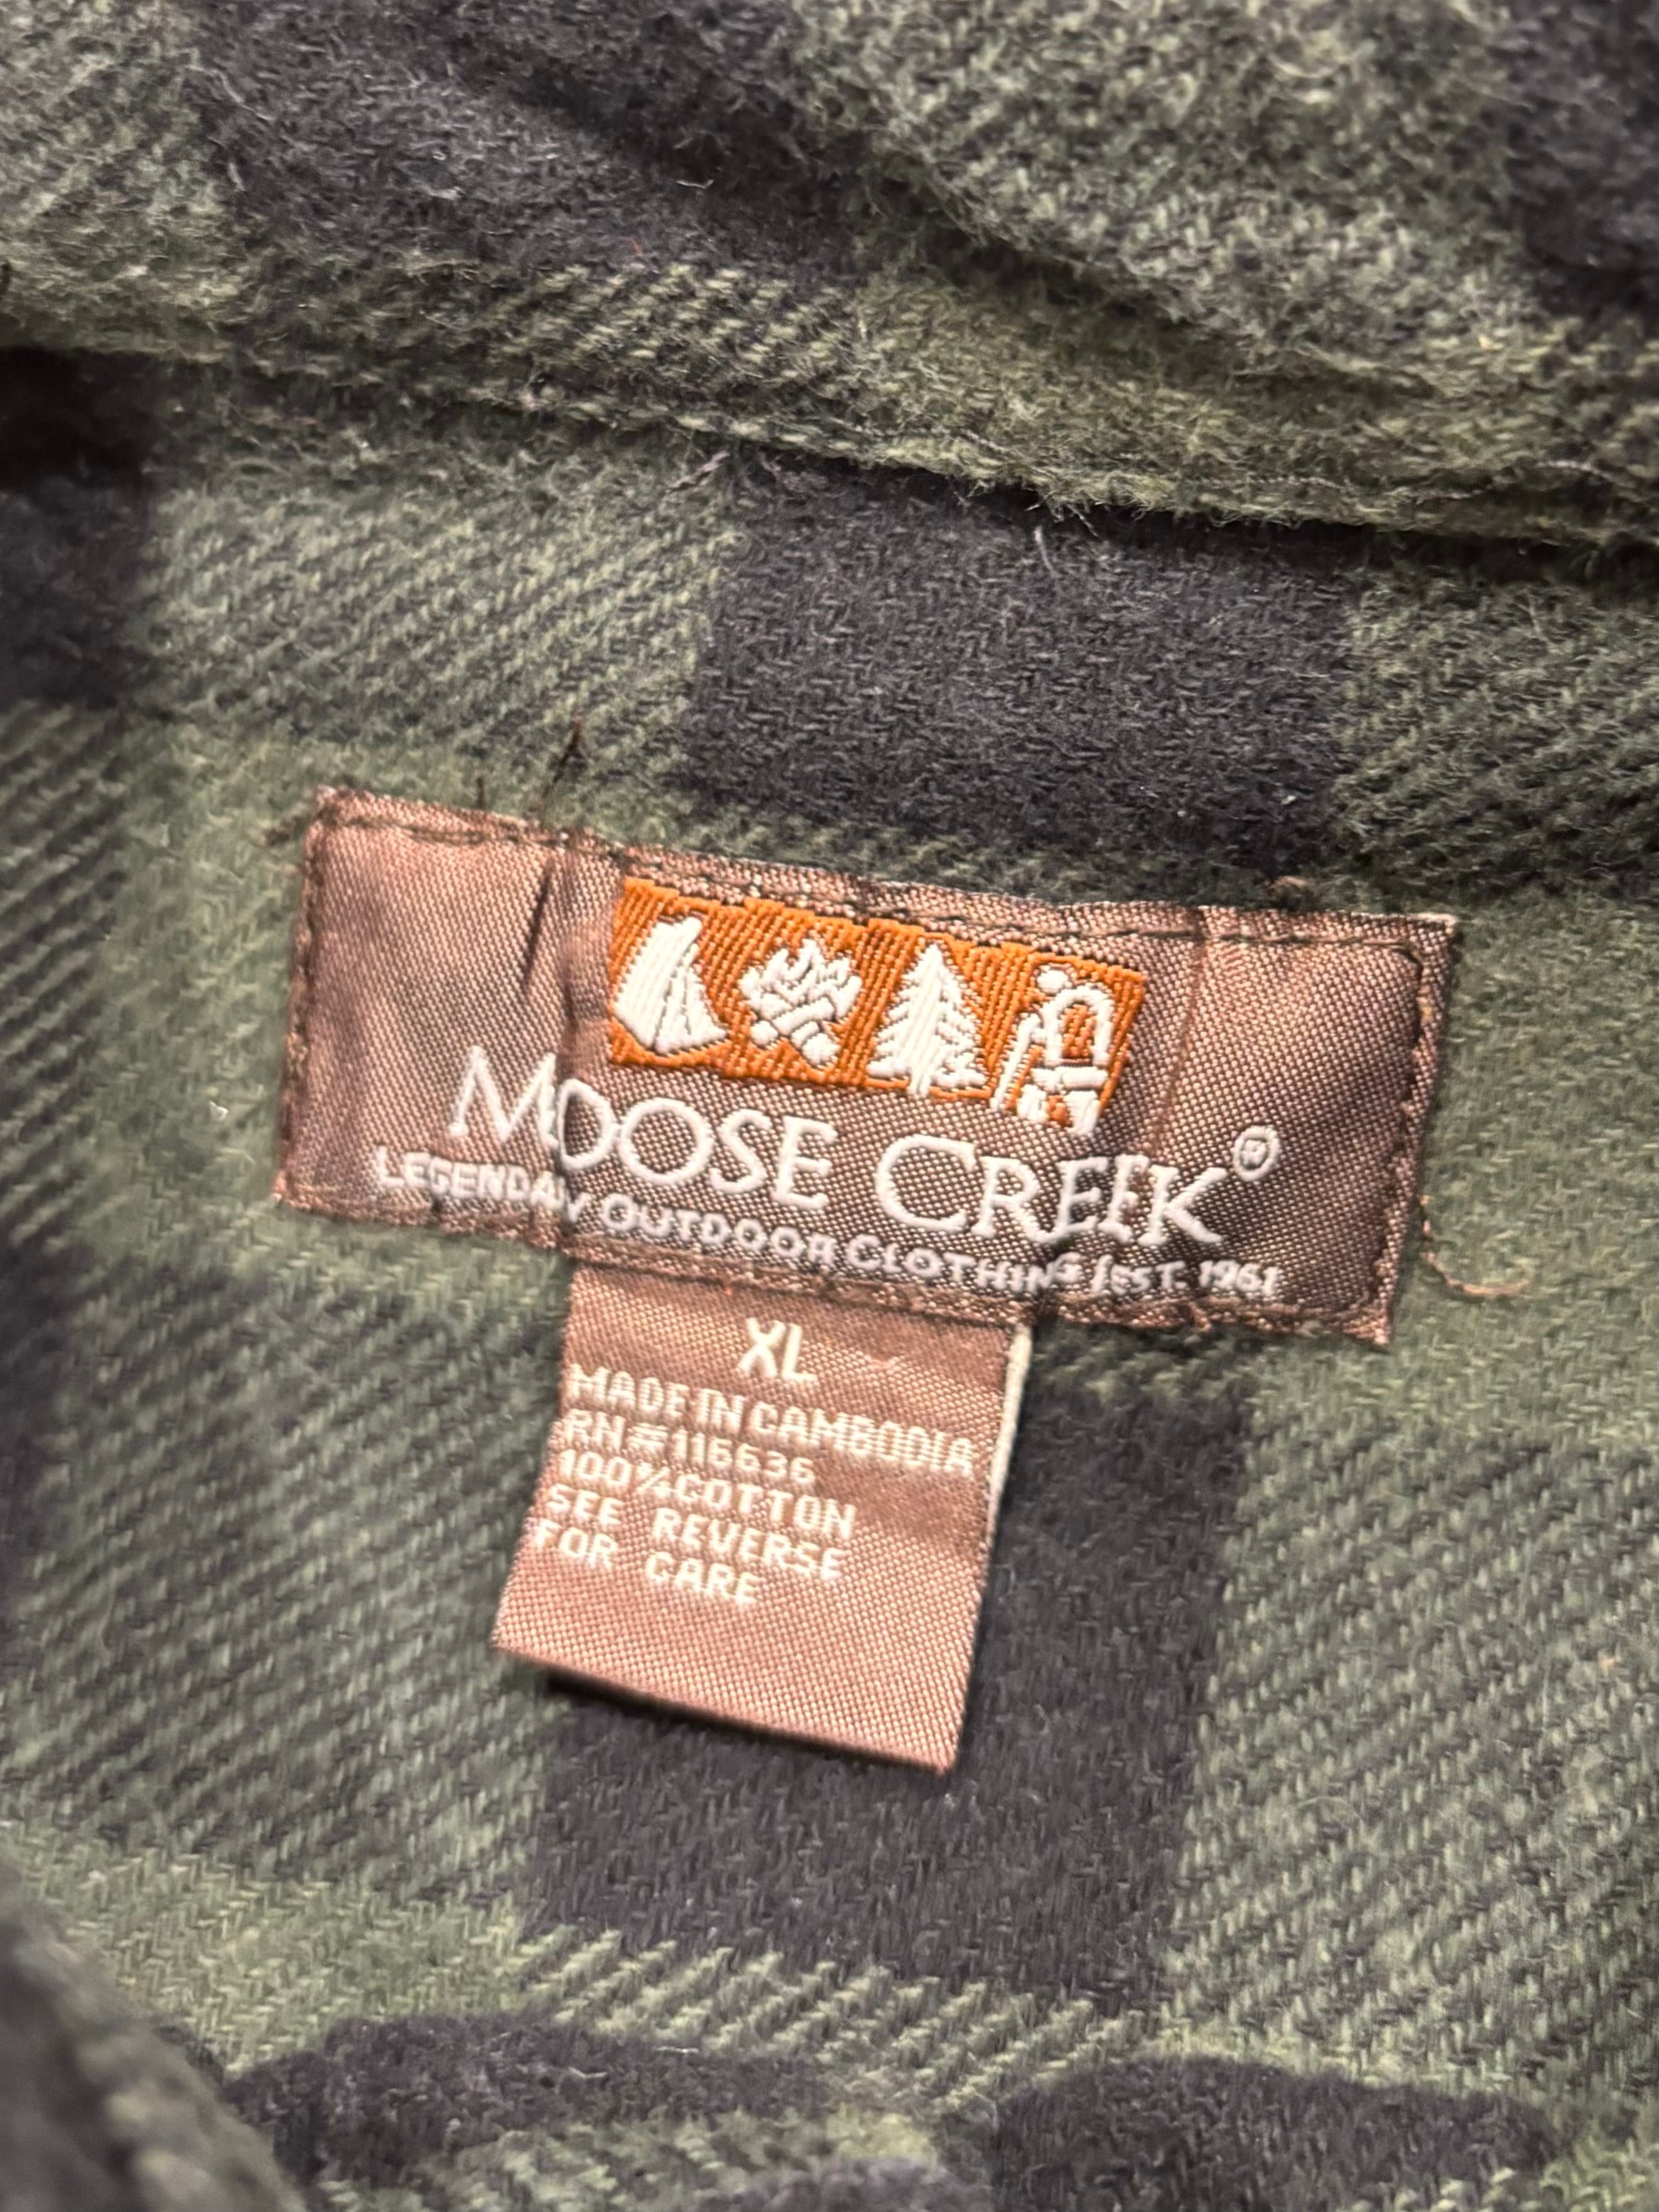 MOOSE CREEK®
LEGENDARY OUTDOOR CLOTHING /EST. 1961
XL
MADE IN CAMBODIA
RN#116636
100%COTTON
SEE REVERSE
FOR CARE